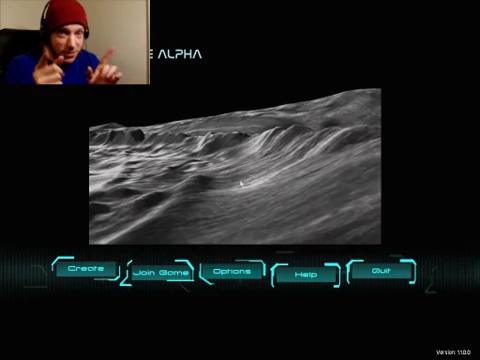 E ALPHA
Create
Join Game
Options
Help
Quit
Version: 1.1.0.0